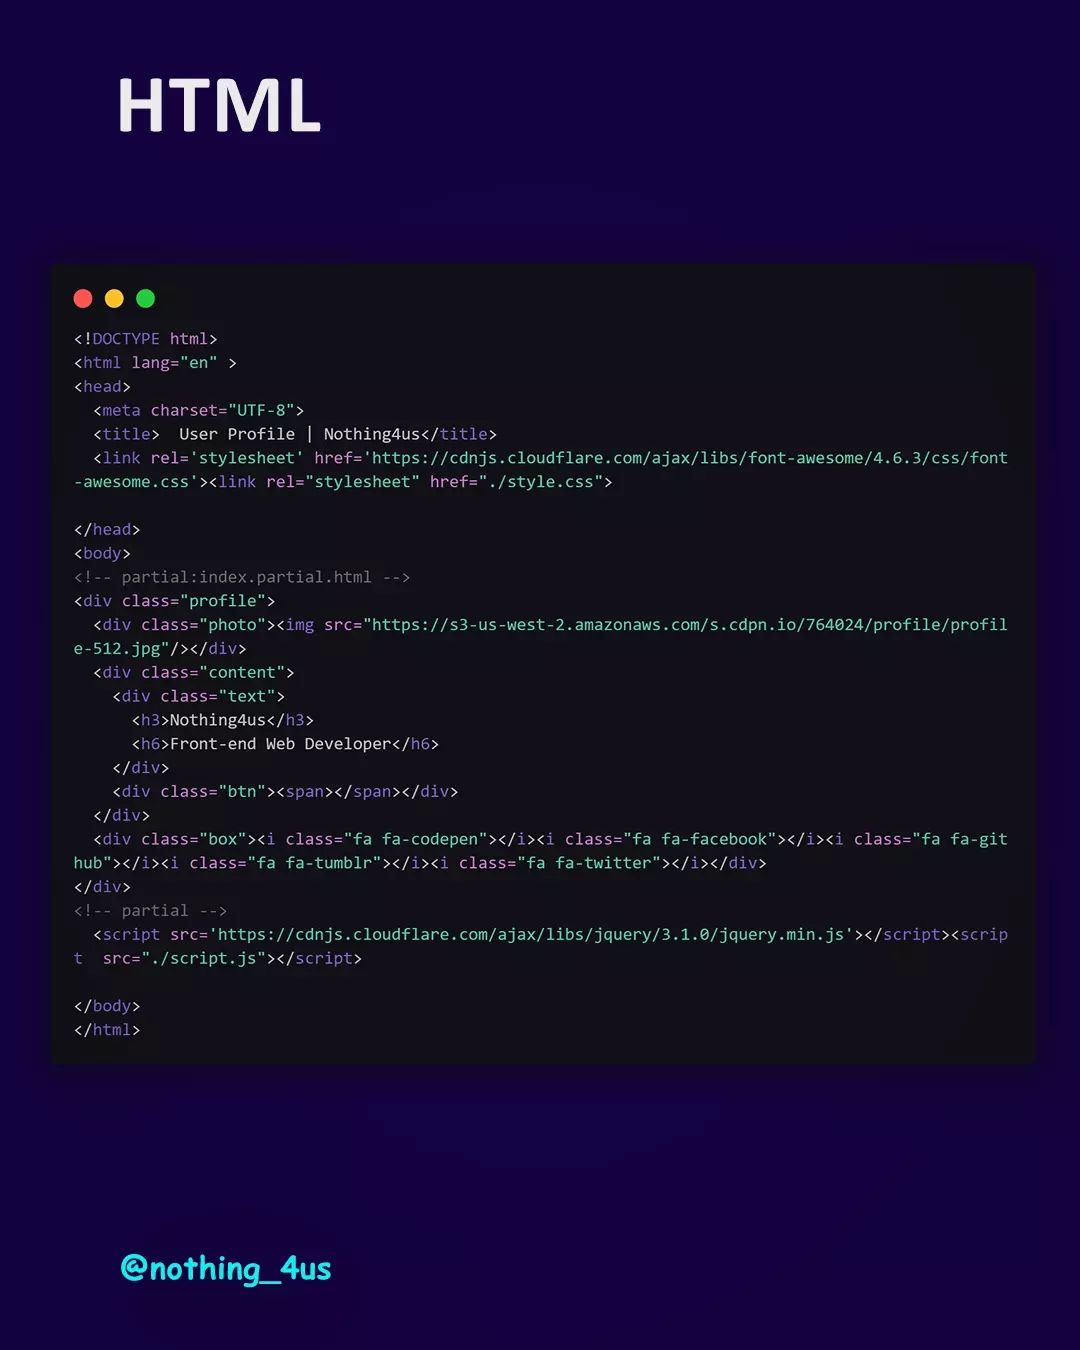 HTML
<!DOCTYPE html>
<html lang="en" >
<head>
  <meta charset="UTF-8">
  <title>  User Profile | Nothing4us</title>
  <link rel='stylesheet' href='https://cdnjs.cloudflare.com/ajax/libs/font-awesome/4.6.3/css/font
-awesome.css'><link rel="stylesheet" href="./style.css">

</head>
<body>
<!-- partial:index.partial.html -->
<div class="profile">
  <div class="photo"><img src="https://s3-us-west-2.amazonaws.com/s.cdpn.io/764024/profile/profil
e-512.jpg"/></div>
  <div class="content">
    <div class="text">
      <h3>Nothing4us</h3>
      <h6>Front-end Web Developer</h6>
    </div>
    <div class="btn"><span></span></div>
  </div>
  <div class="box"><i class="fa fa-codepen"></i><i class="fa fa-facebook"></i><i class="fa fa-git
hub"></i><i class="fa fa-tumblr"></i><i class="fa fa-twitter"></i></div>
</div>
<!-- partial -->
  <script src='https://cdnjs.cloudflare.com/ajax/libs/jquery/3.1.0/jquery.min.js'></script><scrip
t  src="./script.js"></script>

</body>
</html>
@nothing_4us